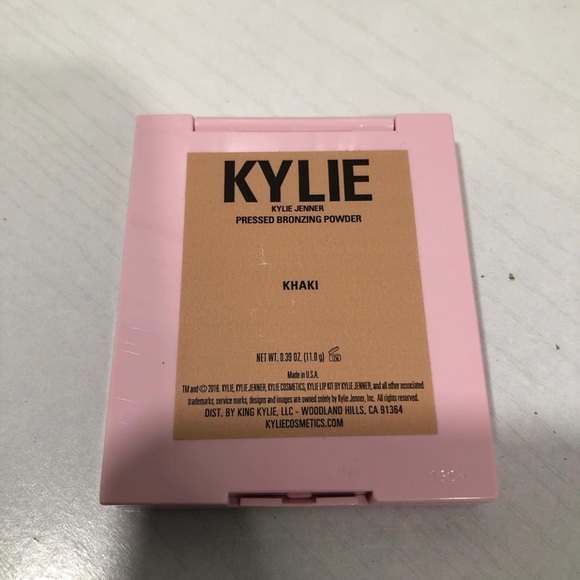 KYLIE
KYLIE JENNER
PRESSED BRONZING POWDER
KHAKI
NET WT. 0.39 OZ. (11.0 g)
Made in U.S.A.
TM and © 2016. KYLIE, KYLIE JENNER, KYLIE COSMETICS, KYLIE LIP KIT BY KYLIE JENNER, and all other associated
trademarks, service marks, designs and images are owned solely by Kylie Jenner, Inc. All rights reserved.
DIST. BY KING KYLIE, LLC - WOODLAND HILLS, CA 91364
KYLIECOSMETICS.COM